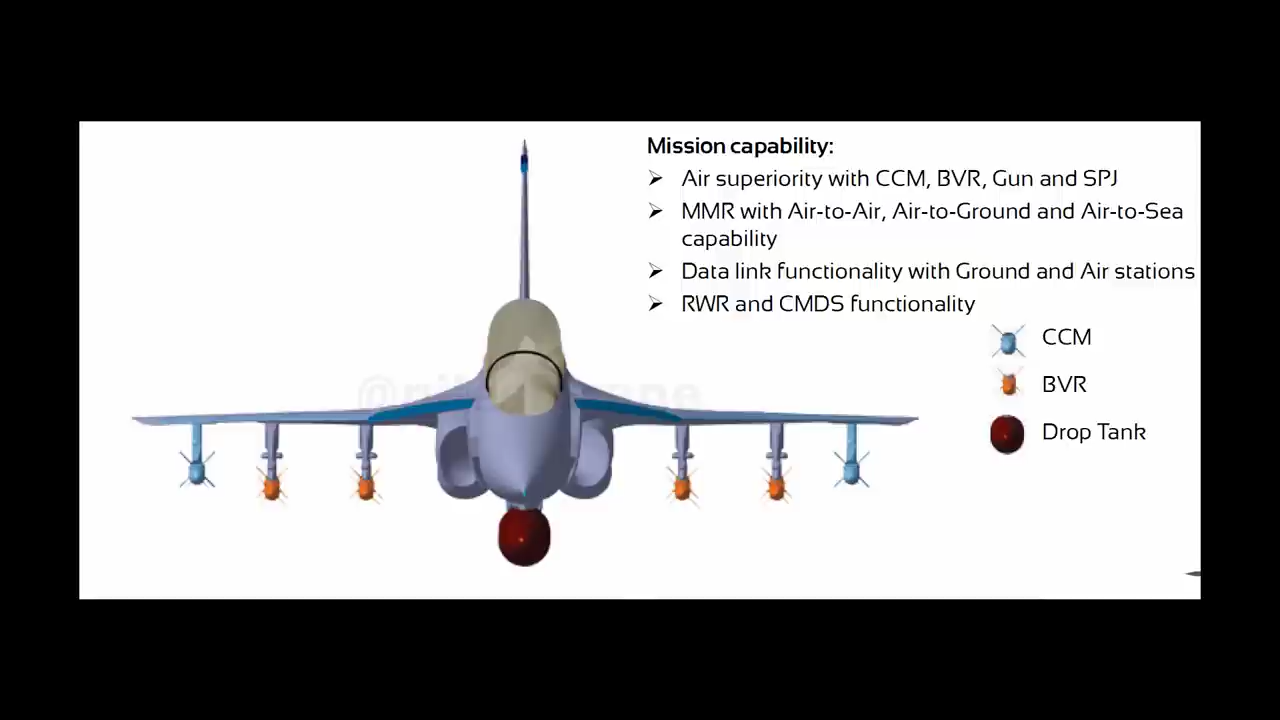 Mission capability:
➢ Air superiority with CCM, BVR, Gun and SPJ
➢ MMR with Air-to-Air, Air-to-Ground and Air-to-Sea
capability
➢ Data link functionality with Ground and Air stations
➢ RWR and CMDS functionality
CCM
BVR
Drop Tank